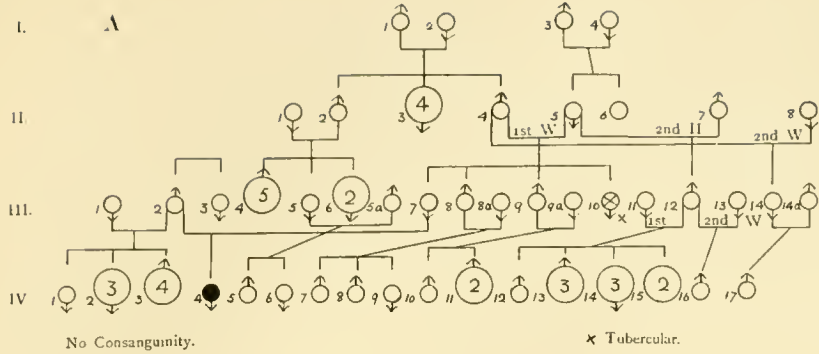 I. A 1 2 3 4
4
II. 1 2 3 4 5 6 7 8
1st W 2nd H 2nd W
5 2
III. 1 2 3 4 5 6 5a 7 8 8a 9 9a 10 x 11 12 13 14 14a
1st 2nd W
3 4 2 3 3 2
IV 1 2 3 4 5 6 7 8 9 10 11 12 13 14 15 16 17
No Consanguinity. x Tubercular.